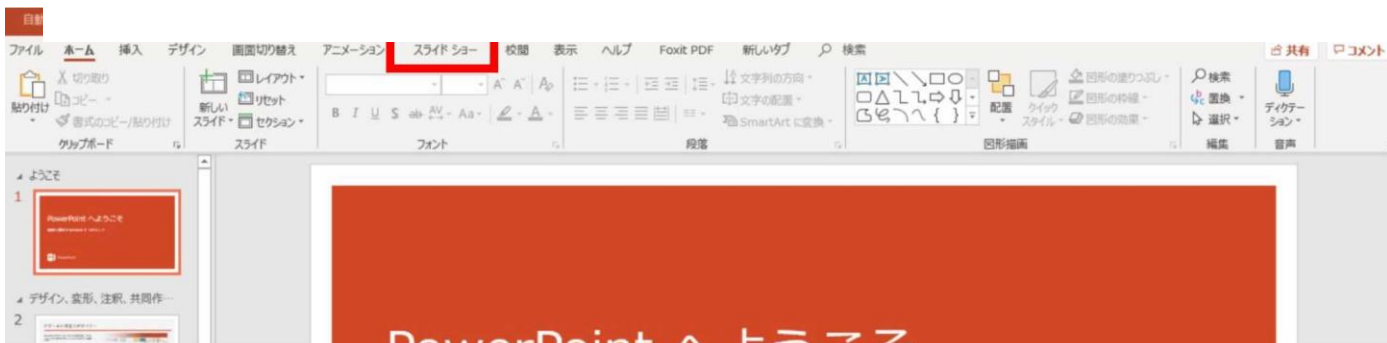 自動
ファイル ホーム 挿入 デザイン 画面切り替え アニメーション スライド ショー 校閲 表示 ヘルプ Foxit PDF 新しいタブ 検索 共有 コメント
貼り付け 切り取り コピー 書式のコピー/貼り付け
クリップボード
新しいスライド レイアウト リセット セクション
スライド
B I U S ab AV Aa A A A A
フォント
文字列の方向 文字の配置 SmartArt に変換
段落
配置 クイックスタイル 図形の塗りつぶし 図形の枠線 図形の効果
図形描画
検索 置換 選択
編集
ディクテーション
音声
ようこそ
1
PowerPoint へようこそ
デザイン、変形、注釈、共同作…
2
PowerPoint へようこそ